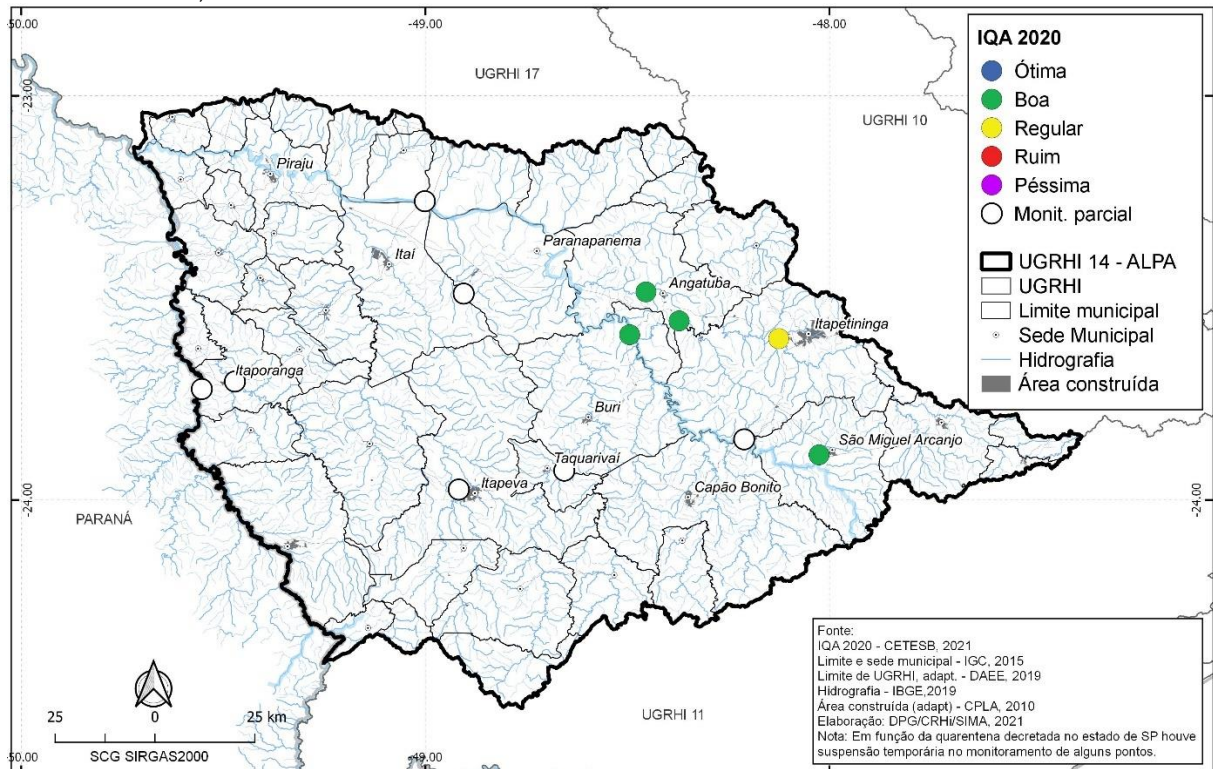 -50.00
-49.00
-48.00
UGRHI 17
UGRHI 10
-23.00
Piraju
Itaí
Paranapanema
Angatuba
Itapetininga
Itaporanga
Buri
São Miguel Arcanjo
Taquarivaí
Itapeva
Capão Bonito
-24.00
-24.00
PARANÁ
UGRHI 11
IQA 2020
Ótima
Boa
Regular
Ruim
Péssima
Monit. parcial
UGRHI 14 - ALPA
UGRHI
Limite municipal
Sede Municipal
Hidrografia
Área construída
Fonte:
IQA 2020 - CETESB, 2021
Limite e sede municipal - IGC, 2015
Limite de UGRHI, adapt. - DAEE, 2019
Hidrografia - IBGE,2019
Área construída (adapt) - CPLA, 2010
Elaboração: DPG/CRHi/SIMA, 2021
Nota: Em função da quarentena decretada no estado de SP houve
suspensão temporária no monitoramento de alguns pontos.
25 0 25 km
SCG SIRGAS2000
-50.00
-49.00